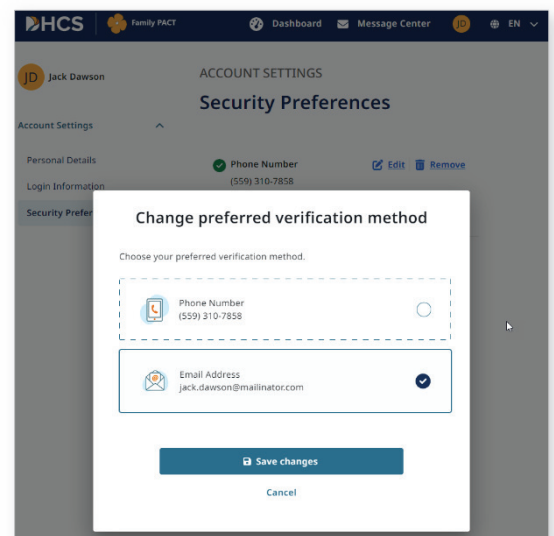 DHCS Family PACT Dashboard Message Center JD EN
JD Jack Dawson
ACCOUNT SETTINGS
Security Preferences
Account Settings
Personal Details
Login Information
Security Prefer
Phone Number Edit Remove
(559) 310-7858
Change preferred verification method
Choose your preferred verification method.
Phone Number
(559) 310-7858
Email Address
jack.dawson@mailinator.com
Save changes
Cancel